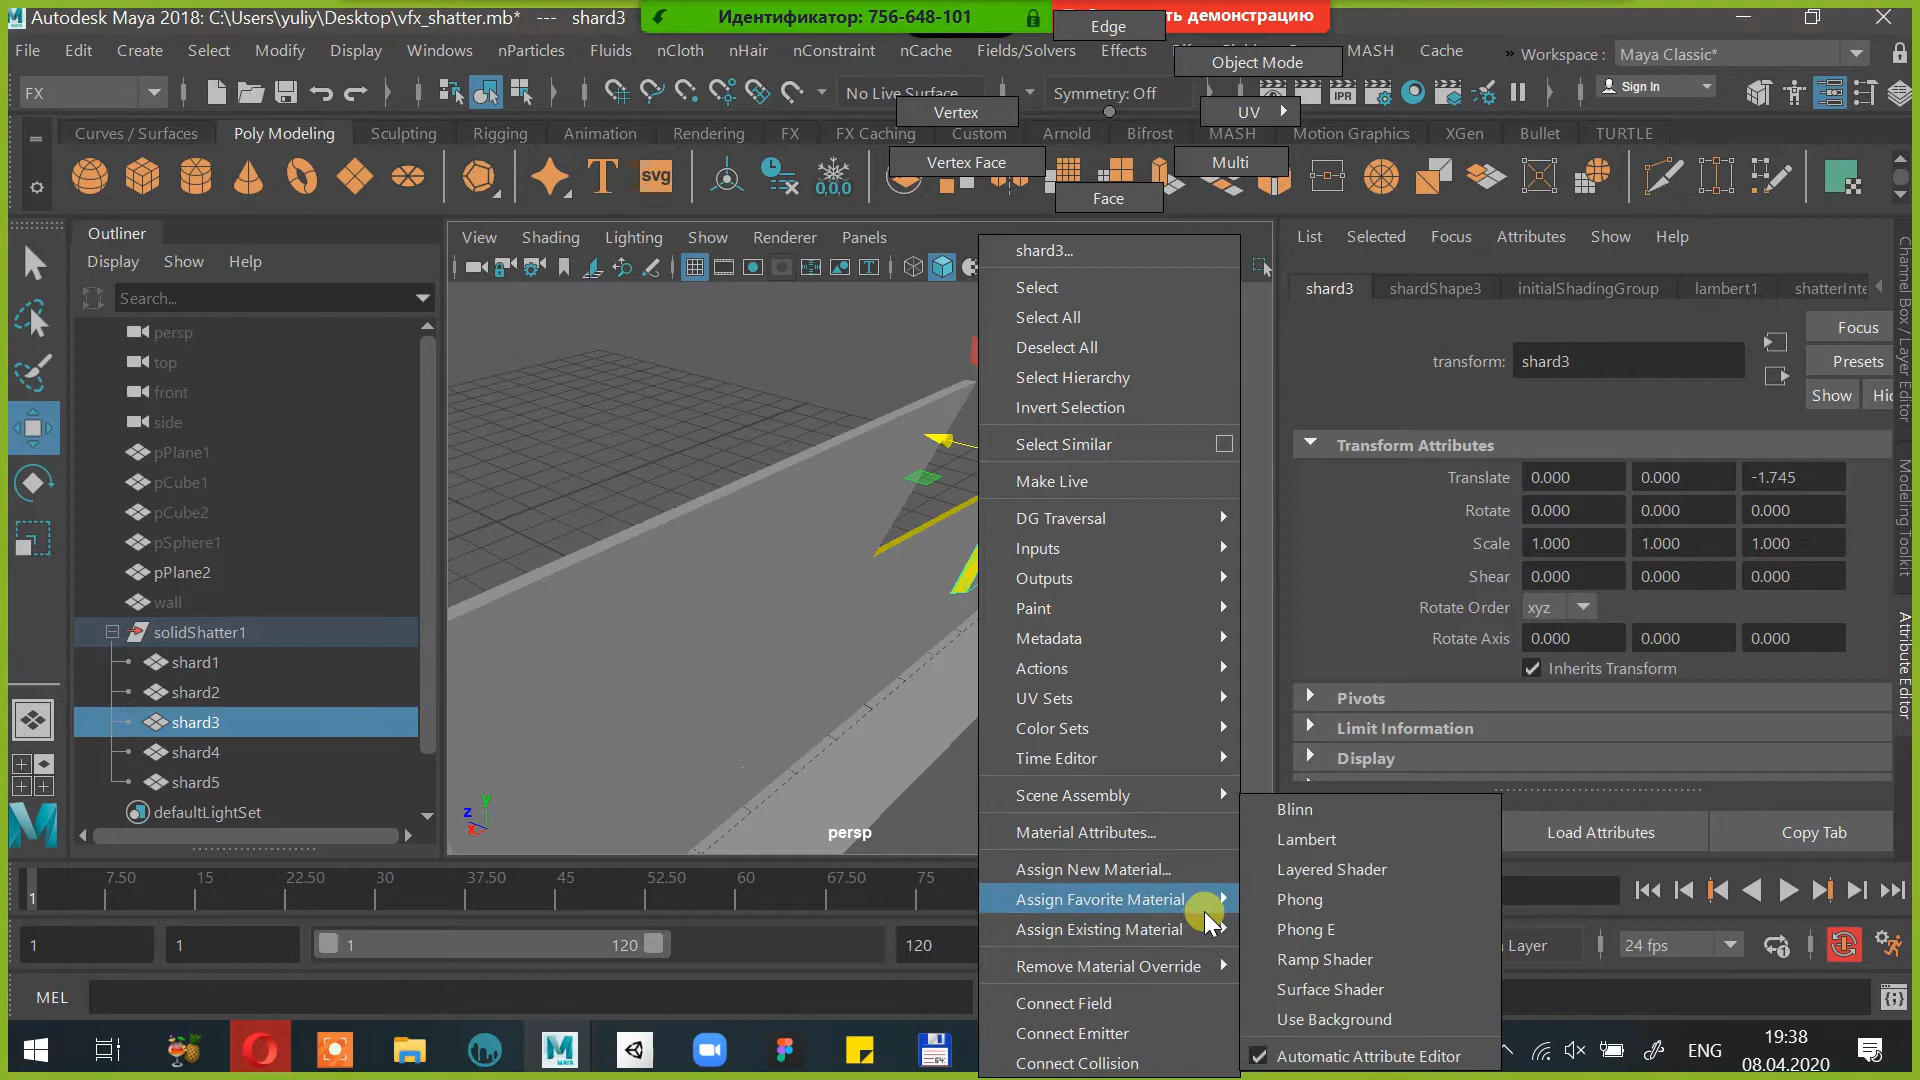 Autodesk Maya 2018: C:\Users\yuliy\Desktop\vfx_shatter.mb* --- shard3
Идентификатор: 756-648-101
ть демонстрацию
Edge
File Edit Create Select Modify Display Windows nParticles Fluids nCloth nHair nConstraint nCache Fields/Solvers Effects MASH Cache
Workspace : Maya Classic*
Object Mode
FX
No Live Surface
Symmetry: Off
IPR
Sign In
Vertex
UV
Curves / Surfaces Poly Modeling Sculpting Rigging Animation Rendering FX FX Caching Custom Arnold Bifrost MASH Motion Graphics XGen Bullet TURTLE
Vertex Face
Multi
T
svg
0,0,0
Face
Outliner
Display Show Help
Search...
persp
top
front
side
pPlane1
pCube1
pCube2
pSphere1
pPlane2
wall
solidShatter1
shard1
shard2
shard3
shard4
shard5
defaultLightSet
View Shading Lighting Show Renderer Panels
z y x
persp
shard3...
Select
Select All
Deselect All
Select Hierarchy
Invert Selection
Select Similar
Make Live
DG Traversal
Inputs
Outputs
Paint
Metadata
Actions
UV Sets
Color Sets
Time Editor
Scene Assembly
Material Attributes...
Assign New Material...
Assign Favorite Material
Assign Existing Material
Remove Material Override
Connect Field
Connect Emitter
Connect Collision
Blinn
Lambert
Layered Shader
Phong
Phong E
Ramp Shader
Surface Shader
Use Background
Automatic Attribute Editor
List Selected Focus Attributes Show Help
shard3 shardShape3 initialShadingGroup lambert1 shatterInte
transform: shard3
Focus
Presets
Show Hi
Transform Attributes
Translate 0.000 0.000 -1.745
Rotate 0.000 0.000 0.000
Scale 1.000 1.000 1.000
Shear 0.000 0.000 0.000
Rotate Order xyz
Rotate Axis 0.000 0.000 0.000
Inherits Transform
Pivots
Limit Information
Display
Load Attributes Copy Tab
Channel Box / Layer Editor
Modeling Toolkit
Attribute Editor
1 7.50 15 22.50 30 37.50 45 52.50 60 67.50 75
1 1 1 120 120
Layer
24 fps
MEL
MAYA
64
ENG
19:38
08.04.2020